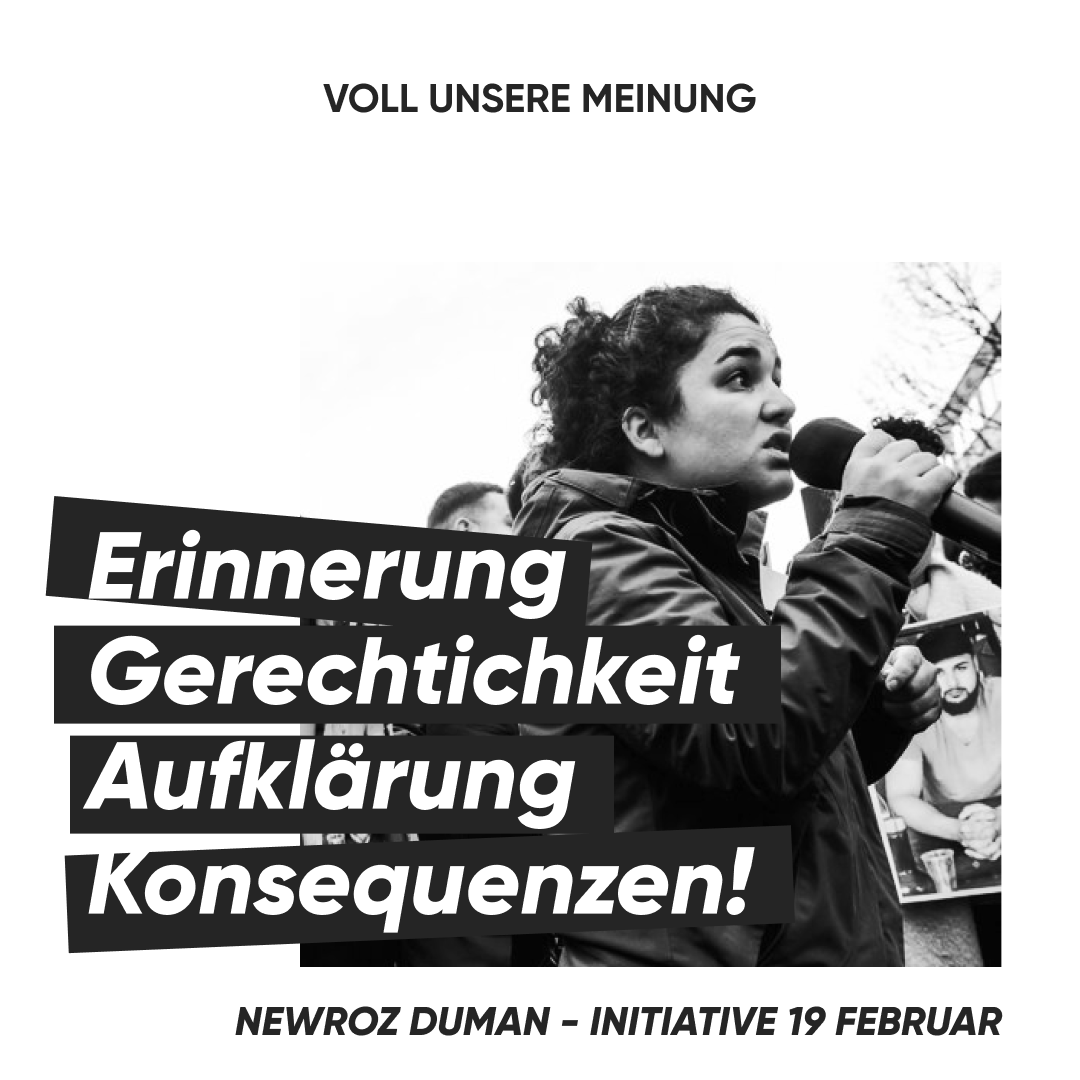 VOLL UNSERE MEINUNG
Erinnerung
Gerechtichkeit
Aufklärung
Konsequenzen!
NEWROZ DUMAN - INITIATIVE 19 FEBRUAR